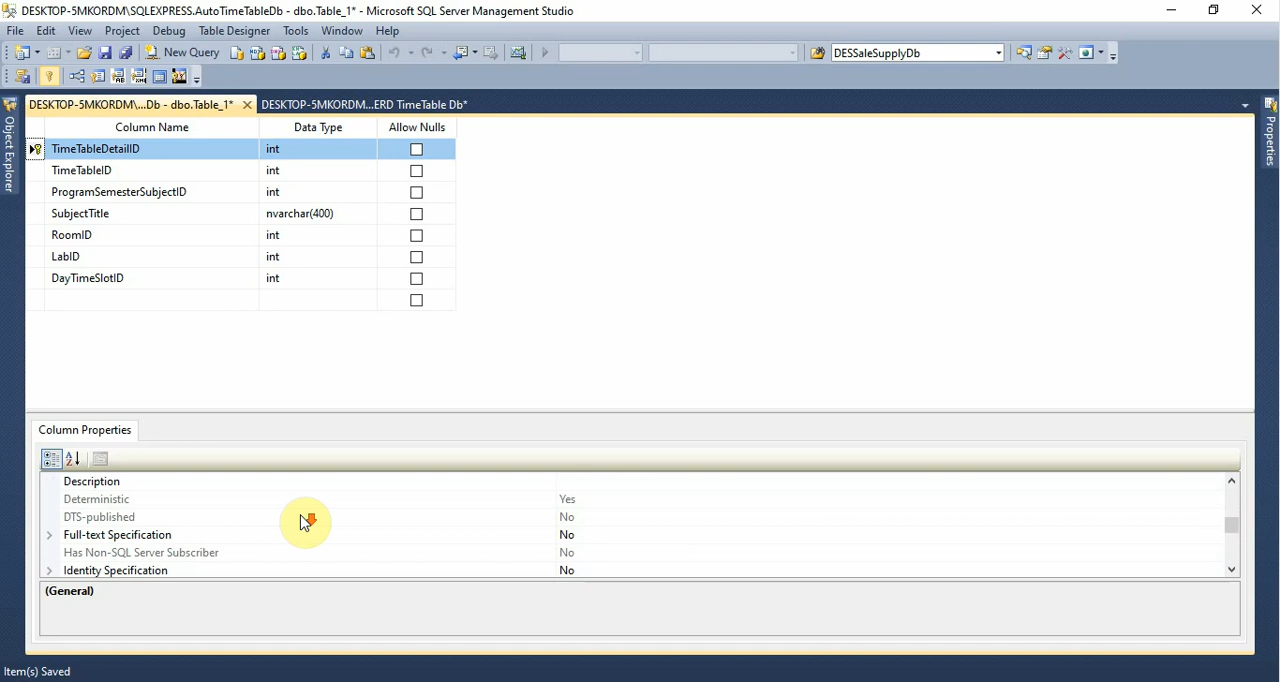 DESKTOP-5MKORDM\SQLEXPRESS.AutoTimeTableDb - dbo.Table_1* - Microsoft SQL Server Management Studio
File Edit View Project Debug Table Designer Tools Window Help
New Query DESSaleSupplyDb
DESKTOP-5MKORDM\...Db - dbo.Table_1* DESKTOP-5MKORDM...ERD TimeTable Db*
Object Explorer
Properties
Column Name Data Type Allow Nulls
TimeTableDetailID int
TimeTableID int
ProgramSemesterSubjectID int
SubjectTitle nvarchar(400)
RoomID int
LabID int
DayTimeSlotID int
Column Properties
Description
Deterministic Yes
DTS-published No
Full-text Specification No
Has Non-SQL Server Subscriber No
Identity Specification No
(General)
Item(s) Saved